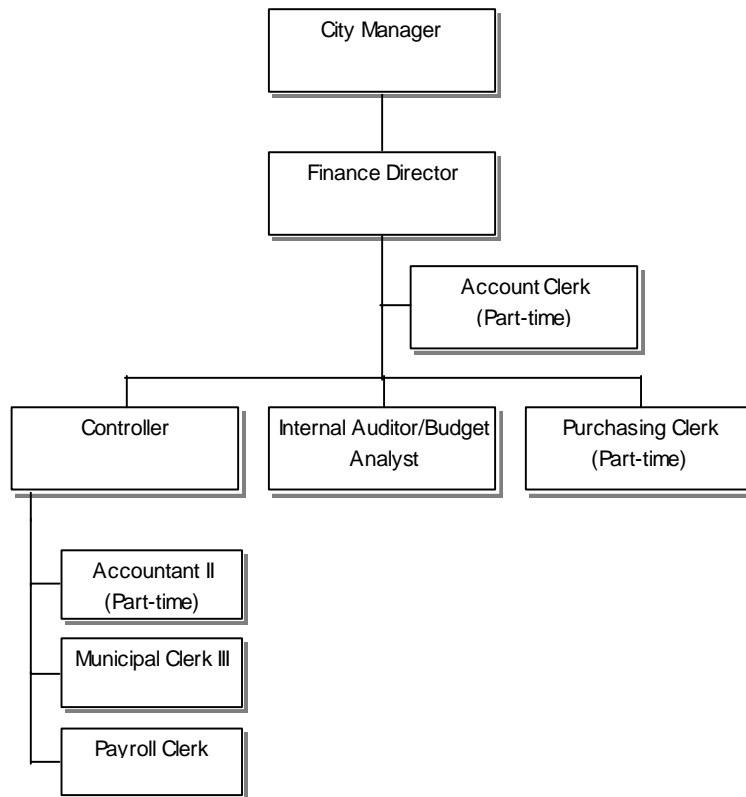 City Manager
Finance Director
Account Clerk
(Part-time)
Controller
Internal Auditor/Budget
Analyst
Purchasing Clerk
(Part-time)
Accountant II
(Part-time)
Municipal Clerk III
Payroll Clerk